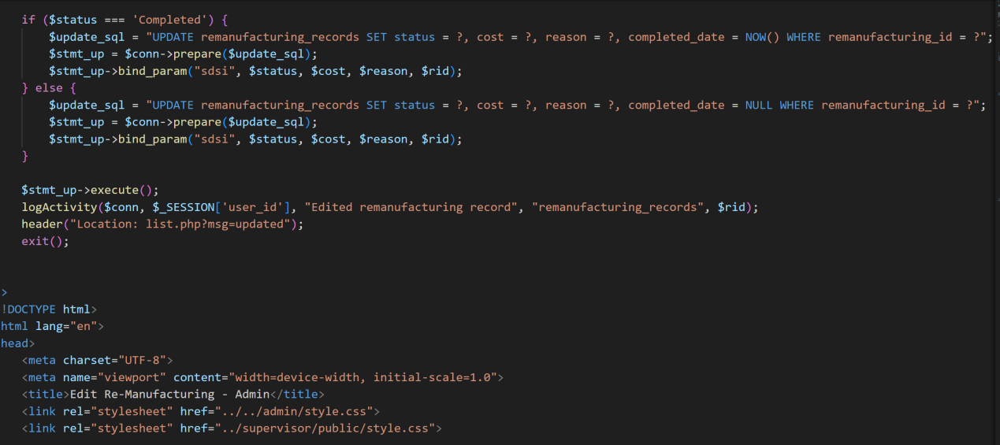 if ($status === 'Completed') {
$update_sql = "UPDATE remanufacturing_records SET status = ?, cost = ?, reason = ?, completed_date = NOW() WHERE remanufacturing_id = ?";
$stmt_up = $conn->prepare($update_sql);
$stmt_up->bind_param("sdsi", $status, $cost, $reason, $rid);
} else {
$update_sql = "UPDATE remanufacturing_records SET status = ?, cost = ?, reason = ?, completed_date = NULL WHERE remanufacturing_id = ?";
$stmt_up = $conn->prepare($update_sql);
$stmt_up->bind_param("sdsi", $status, $cost, $reason, $rid);
}
$stmt_up->execute();
logActivity($conn, $_SESSION['user_id'], "Edited remanufacturing record", "remanufacturing_records", $rid);
header("Location: list.php?msg=updated");
exit();
>
!DOCTYPE html>
html lang="en">
head>
<meta charset="UTF-8">
<meta name="viewport" content="width=device-width, initial-scale=1.0">
<title>Edit Re-Manufacturing - Admin</title>
<link rel="stylesheet" href="../../admin/style.css">
<link rel="stylesheet" href="../supervisor/public/style.css">